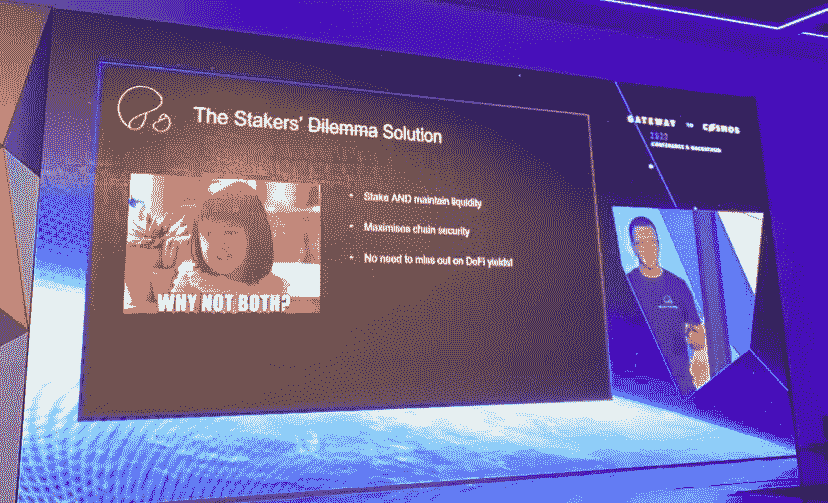 The Stakers' Dilemma Solution
Stake AND maintain liquidity
Maximises chain security
No need to miss out on DeFi yields!
WHY NOT BOTH?
GATEWAY TO COSMOS
2022
CONFERENCE & HACKATHON